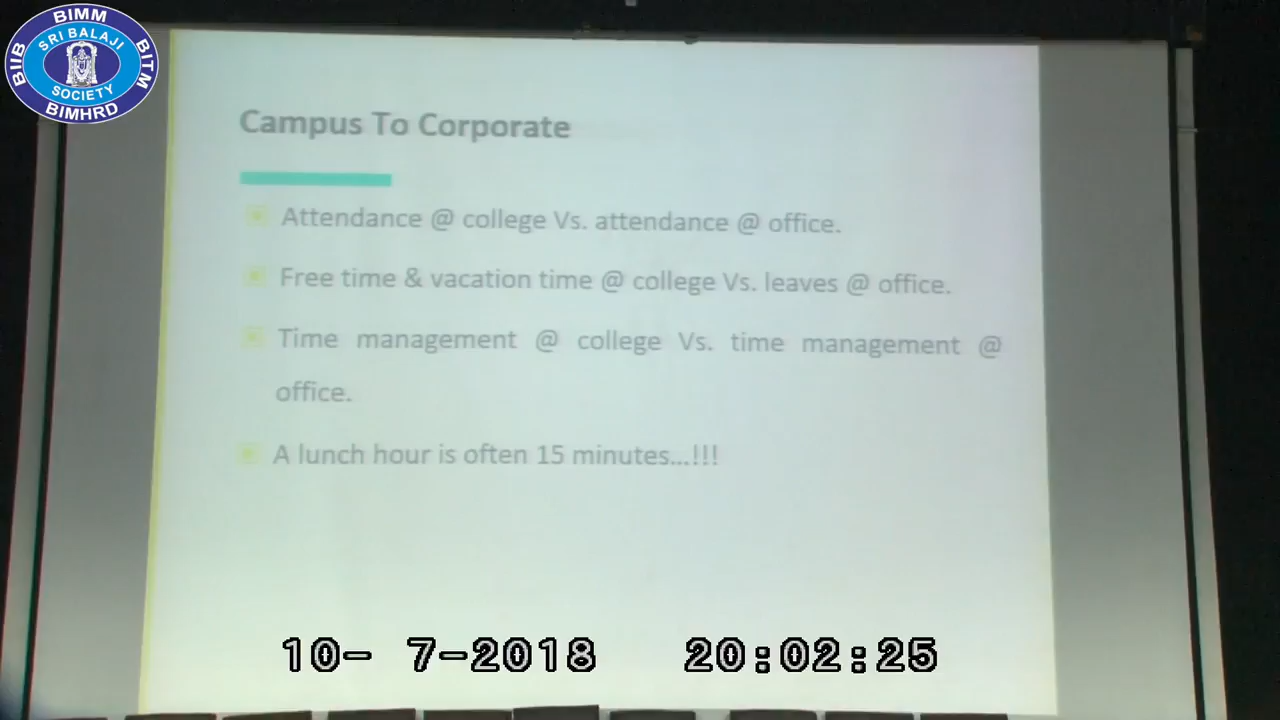 BIMM
BIIB
SRI BALAJI
BITM
SOCIETY
BIMHRD
Campus To Corporate
Attendance @ college Vs. attendance @ office.
Free time & vacation time @ college Vs. leaves @ office.
Time management @ college Vs. time management @
office.
A lunch hour is often 15 minutes...!!!
10- 7-2018 20:02:25